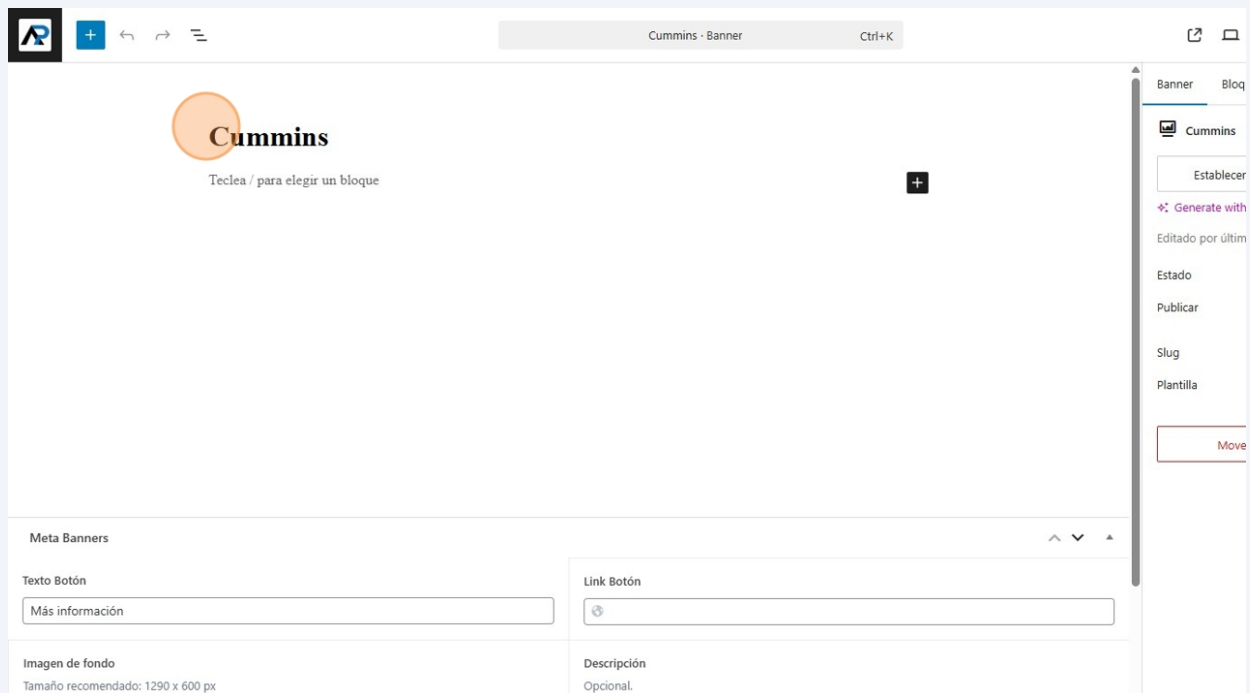 Cummins · Banner Ctrl+K
Banner Bloq
Cummins
Cummins
Teclea / para elegir un bloque
Establecer
Generate with
Editado por últim
Estado
Publicar
Slug
Plantilla
Move
Meta Banners
Texto Botón
Más información
Link Botón
Imagen de fondo
Tamaño recomendado: 1290 x 600 px
Descripción
Opcional.